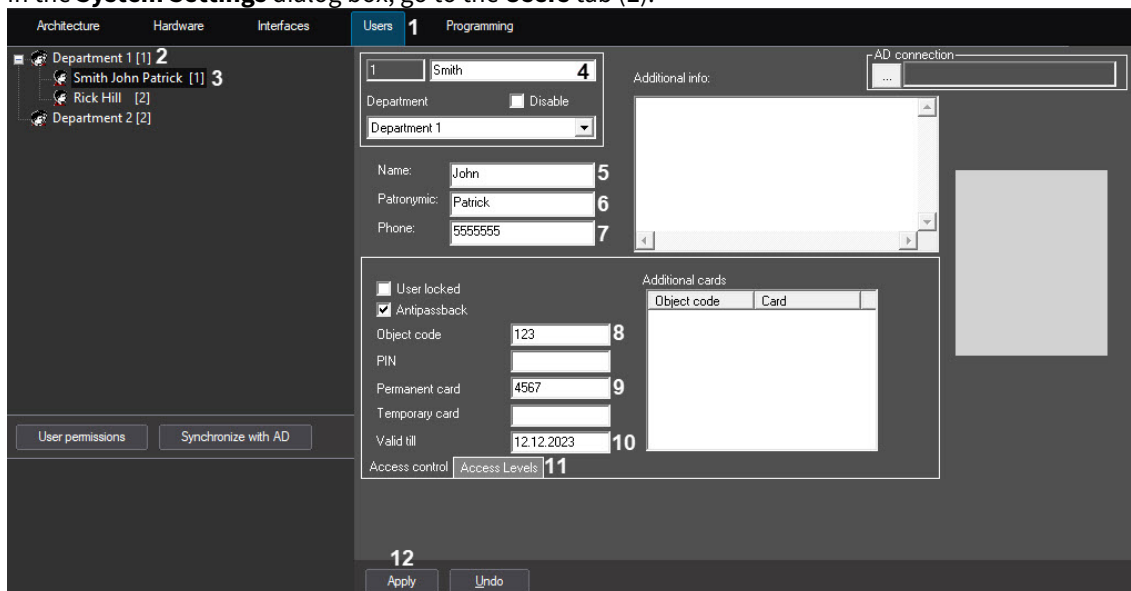 In the System Settings dialog box, go to the Users tab (1).
Architecture Hardware Interfaces Users 1 Programming
Department 1 [1] 2
Smith John Patrick [1] 3
Rick Hill [2]
Department 2 [2]
User permissions Synchronize with AD
1 Smith 4
Department Disable
Department 1
Name: John 5
Patronymic: Patrick 6
Phone: 5555555 7
Additional info:
AD connection
...
User locked
Antipassback
Object code 123 8
PIN
Permanent card 4567 9
Temporary card
Valid till 12.12.2023 10
Access control Access Levels 11
Additional cards
Object code Card
12
Apply Undo